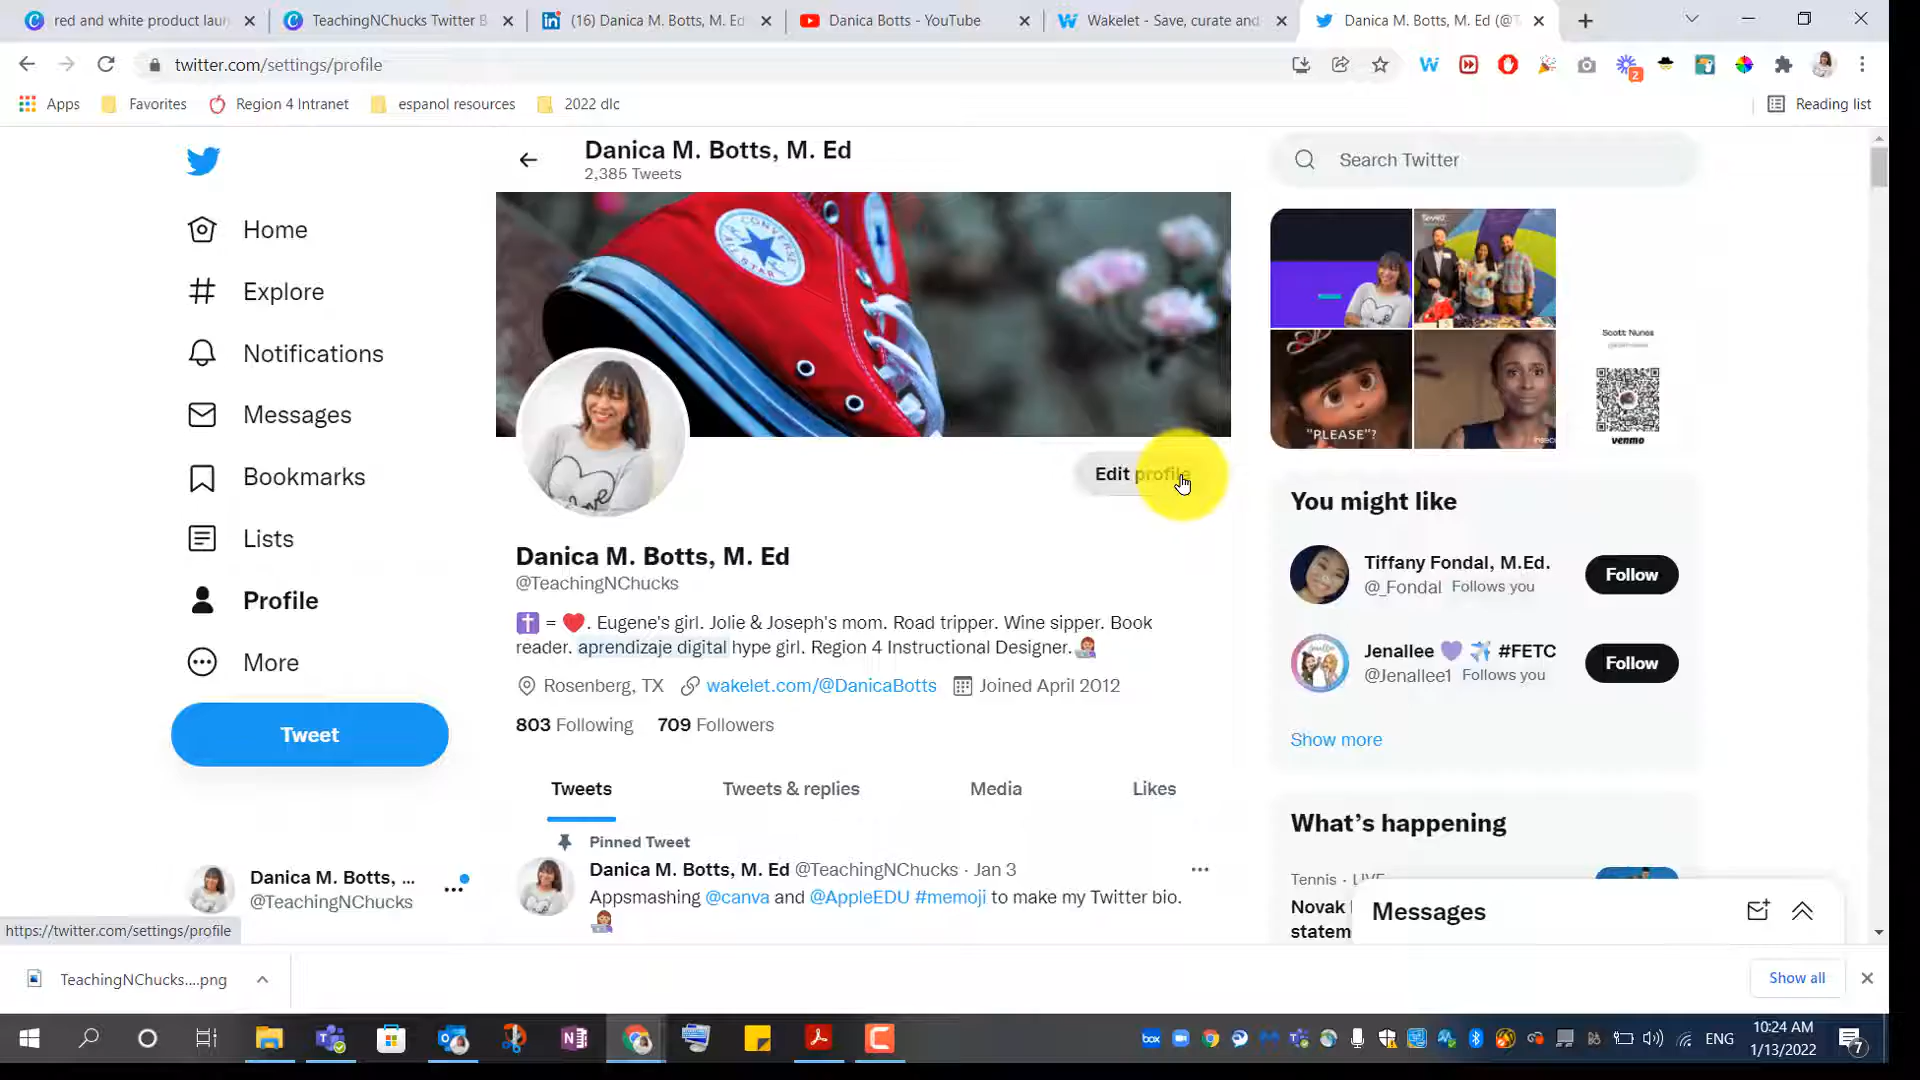 red and white product laun
TeachingNChucks Twitter B
(16) Danica M. Botts, M. Ed
Danica Botts - YouTube
Wakelet - Save, curate and
Danica M. Botts, M. Ed (@T
twitter.com/settings/profile
2
Apps
Favorites
Region 4 Intranet
espanol resources
2022 dlc
Reading list
Danica M. Botts, M. Ed
2,385 Tweets
Search Twitter
Home
Explore
Notifications
Messages
Bookmarks
Lists
Profile
More
Tweet
CONVERSE
STAR
"PLEASE"?
Scott Nunes
venmo
Edit profile
Danica M. Botts, M. Ed
@TeachingNChucks
✝️ = ❤️. Eugene's girl. Jolie & Joseph's mom. Road tripper. Wine sipper. Book
reader. aprendizaje digital hype girl. Region 4 Instructional Designer.
Rosenberg, TX wakelet.com/@DanicaBotts Joined April 2012
803 Following 709 Followers
Tweets
Tweets & replies
Media
Likes
Pinned Tweet
Danica M. Botts, M. Ed @TeachingNChucks · Jan 3
Appsmashing @canva and @AppleEDU #memoji to make my Twitter bio.
You might like
Tiffany Fondal, M.Ed.
@_Fondal Follows you
Follow
Jenallee 💜 ✈️ #FETC
@Jenallee1 Follows you
Follow
Show more
What's happening
Tennis · LIVE
Novak
statem
Messages
Danica M. Botts, ...
@TeachingNChucks
https://twitter.com/settings/profile
TeachingNChucks....png
Show all
box
ENG
10:24 AM
1/13/2022
7